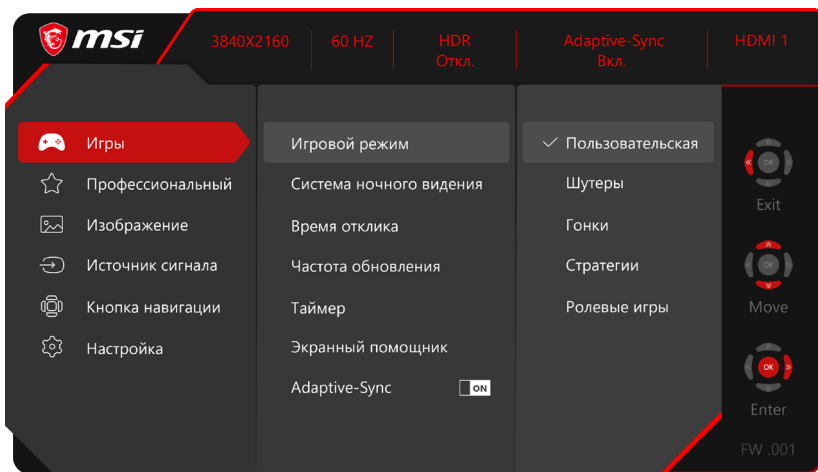 msi
3840X2160
60 HZ
HDR
Откл.
Adaptive-Sync
Вкл.
HDMI 1
Игры
Профессиональный
Изображение
Источник сигнала
Кнопка навигации
Настройка
Игровой режим
Система ночного видения
Время отклика
Частота обновления
Таймер
Экранный помощник
Adaptive-Sync
ON
Пользовательская
Шутеры
Гонки
Стратегии
Ролевые игры
OK
Exit
OK
Move
OK
Enter
FW .001